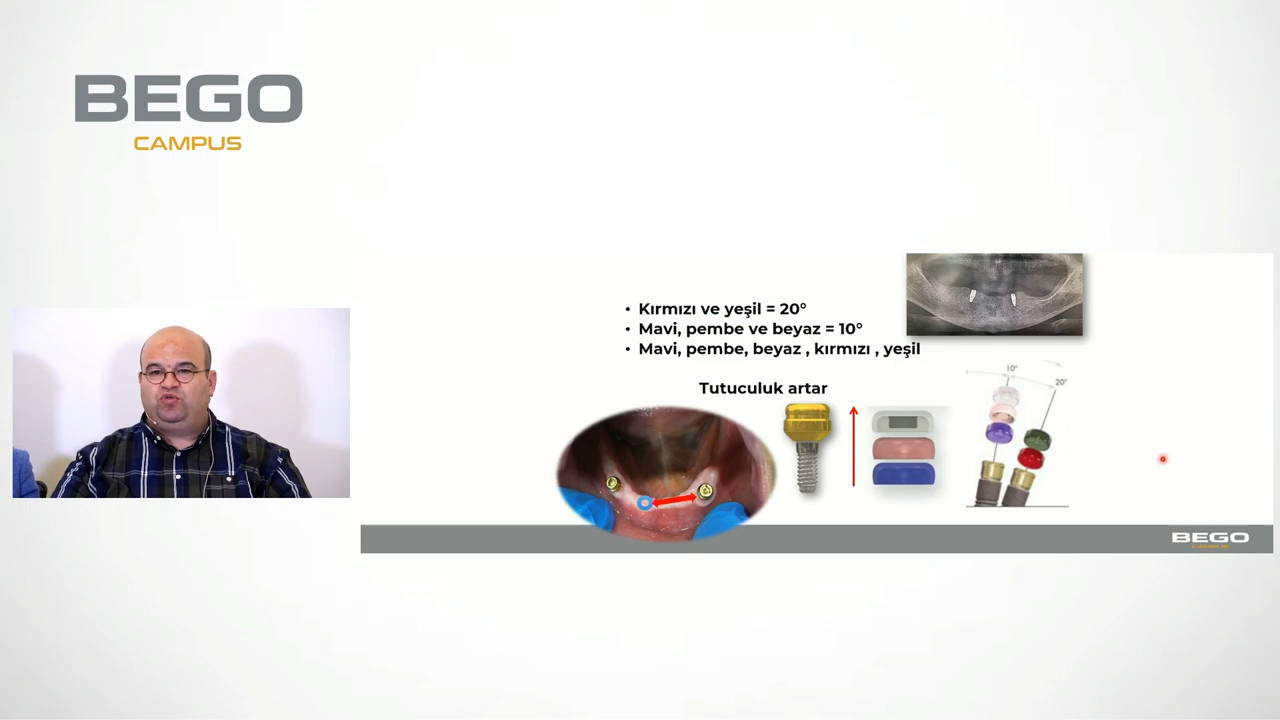 BEGO
CAMPUS
• Kırmızı ve yeşil = 20°
• Mavi, pembe ve beyaz = 10°
• Mavi, pembe, beyaz , kırmızı , yeşil
Tutuculuk artar
10°
20°
BEGO